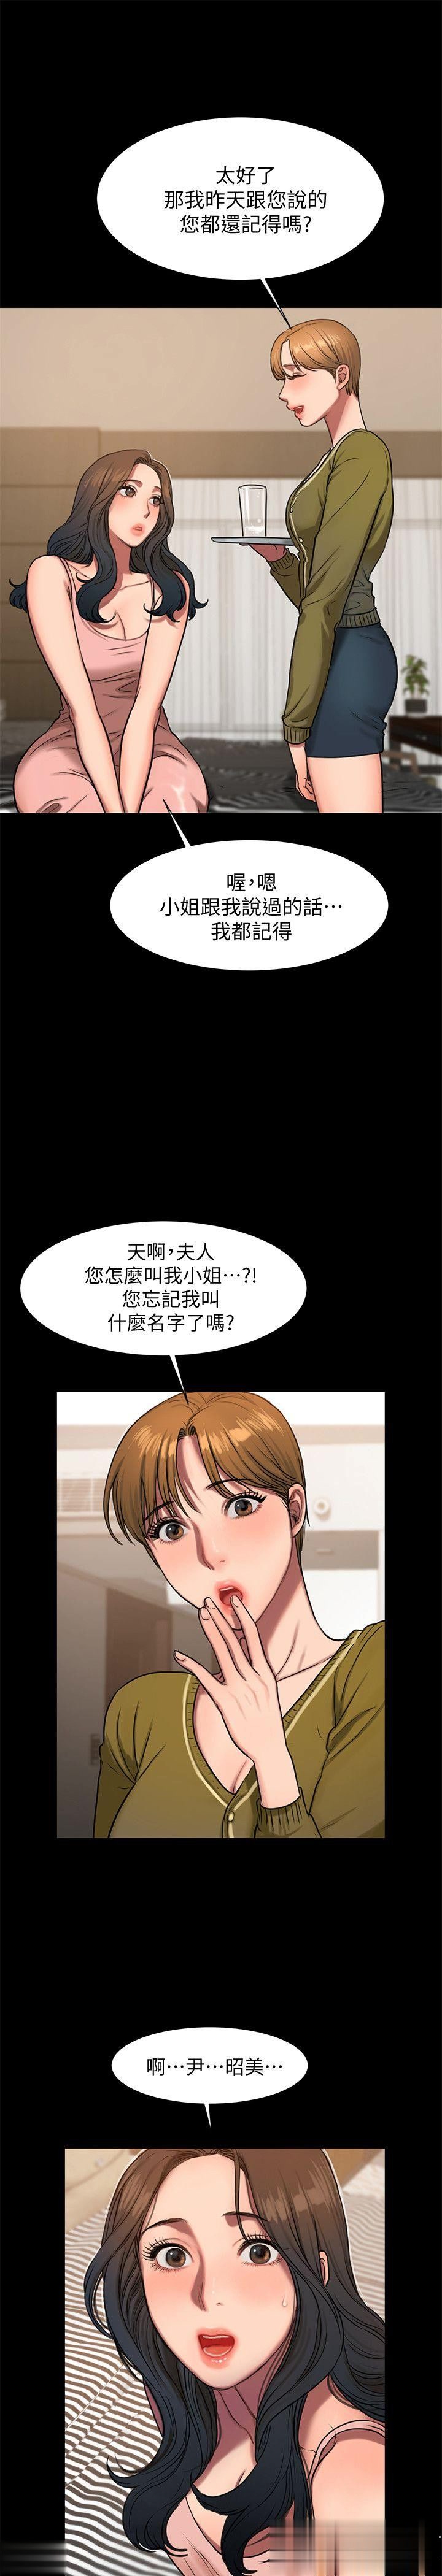 太好了
那我昨天跟您說的
您都還記得嗎?
喔，嗯
小姐跟我說過的話…
我都記得
天啊，夫人
您怎麼叫我小姐…?!
您忘記我叫
什麼名字了嗎?
啊…尹…昭美…